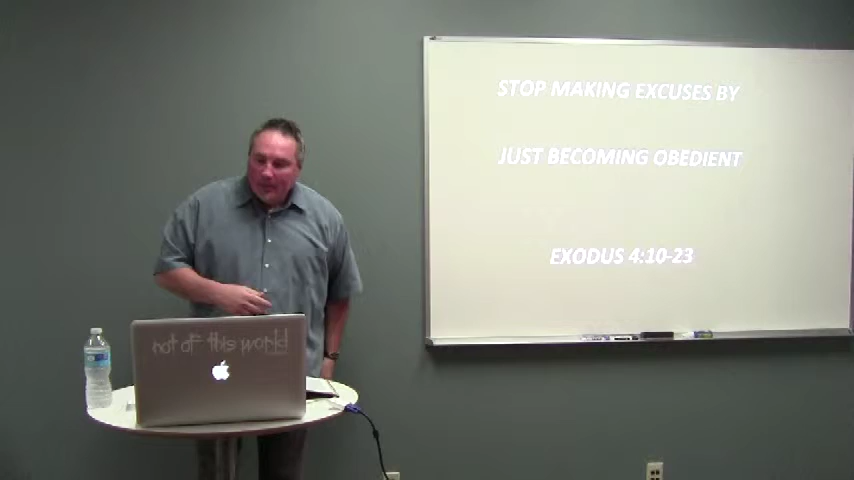 STOP MAKING EXCUSES BY
JUST BECOMING OBEDIENT
EXODUS 4:10-23
not of this world